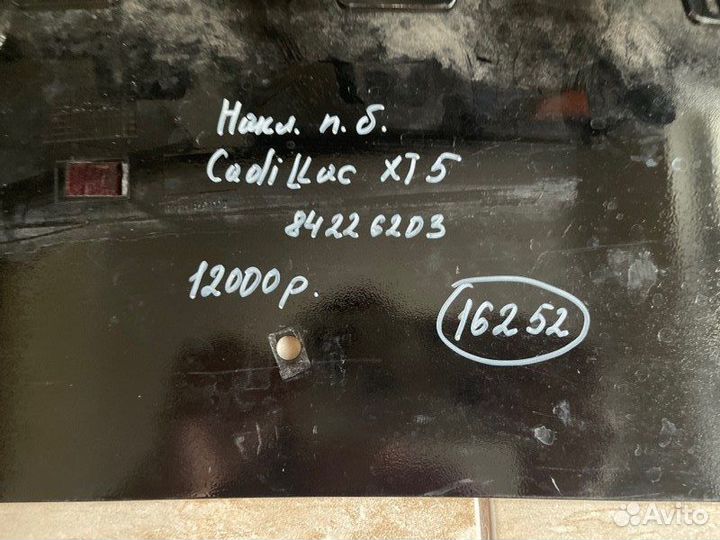 Накл. п. б.
Cadillac XT5
84226203
12000р.
16252
Avito